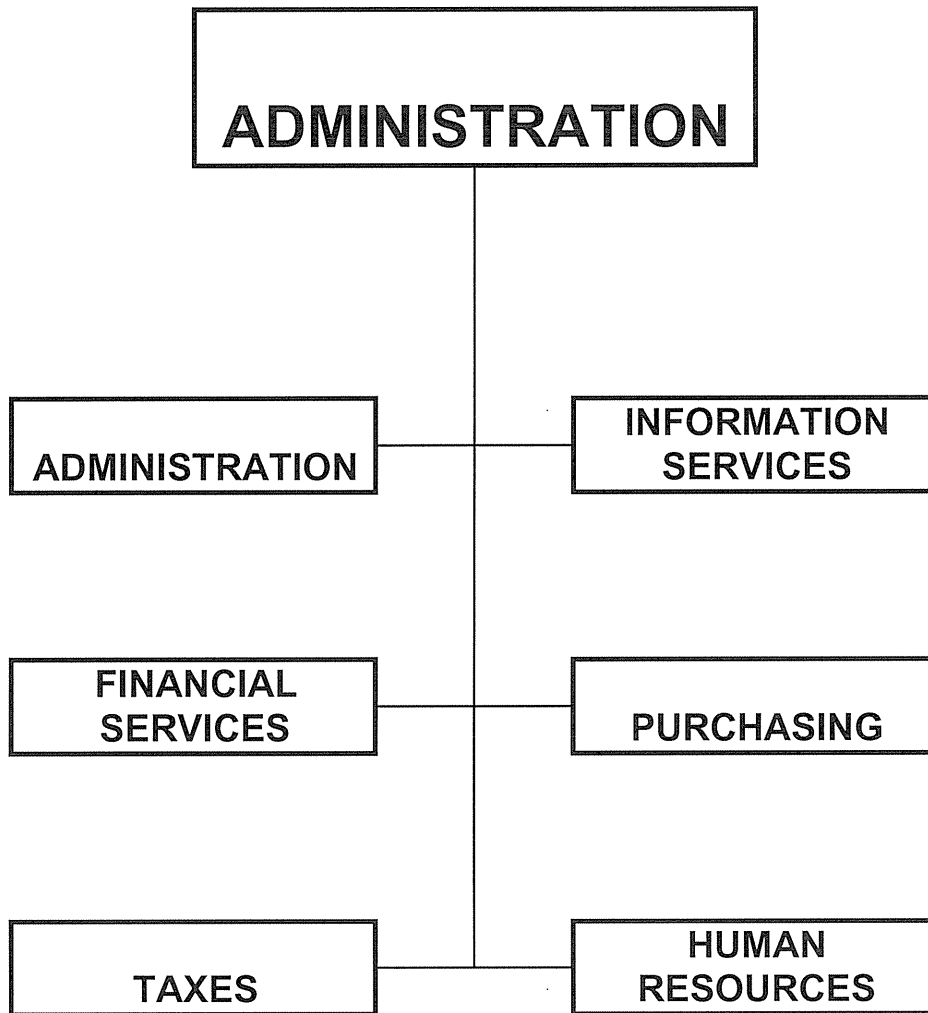 ADMINISTRATION
ADMINISTRATION
INFORMATION
SERVICES
FINANCIAL
SERVICES
PURCHASING
TAXES
HUMAN
RESOURCES